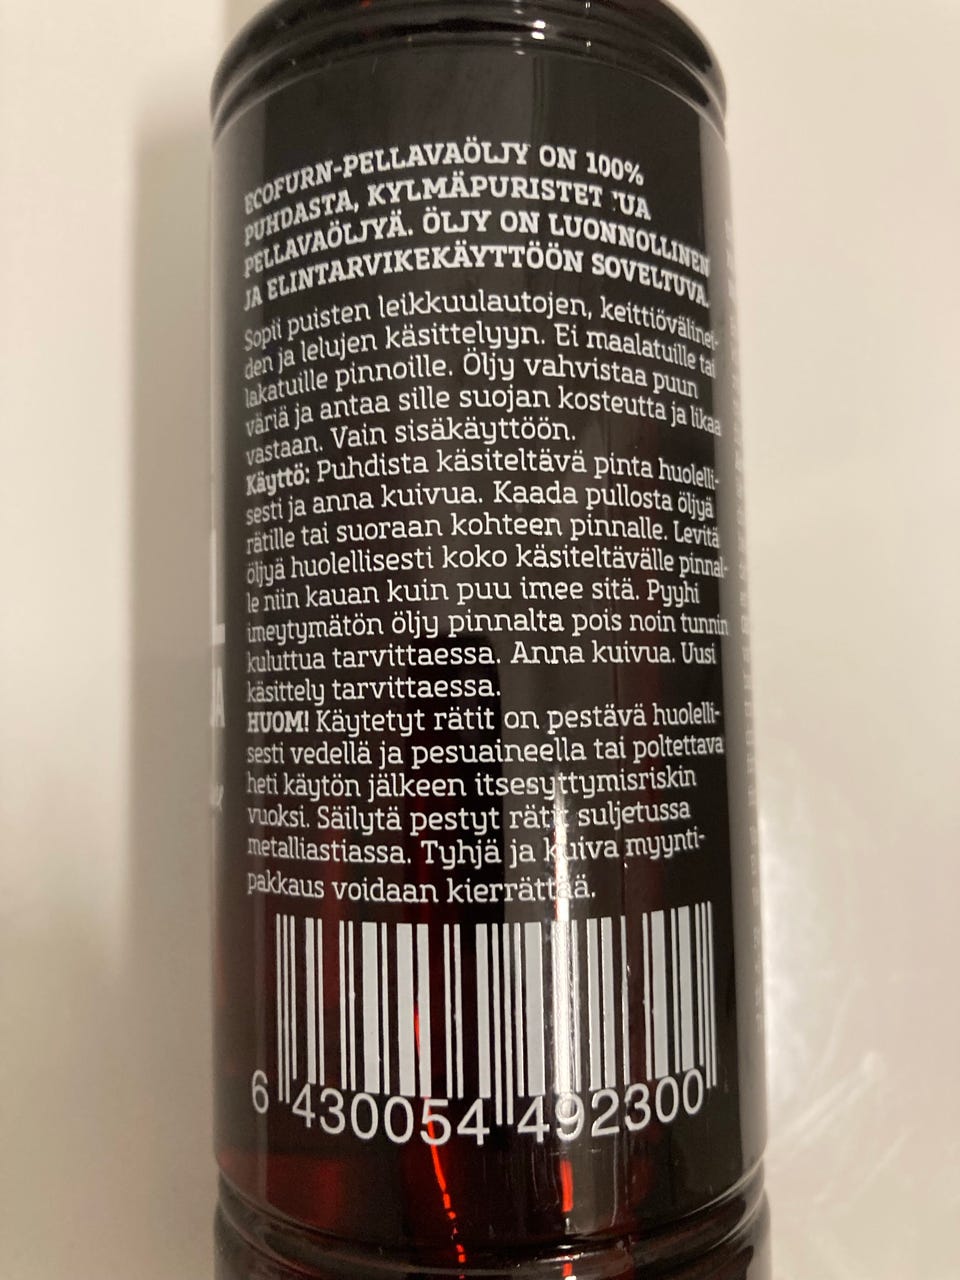 ECOFURN-PELLAVAÖLJY ON 100%
PUHDASTA, KYLMÄPURISTET UA
PELLAVAÖLJYÄ. ÖLJY ON LUONNOLLINEN
JA ELINTARVIKEKÄYTTÖÖN SOVELTUVA.
Sopii puisten leikkuulautojen, keittiövälinei-
den ja lelujen käsittelyyn. Ei maalatuille tai
lakatuille pinnoille. Öljy vahvistaa puun
väriä ja antaa sille suojan kosteutta ja likaa
vastaan. Vain sisäkäyttöön.
Käyttö: Puhdista käsiteltävä pinta huolelli-
sesti ja anna kuivua. Kaada pullosta öljyä
rätille tai suoraan kohteen pinnalle. Levitä
öljyä huolellisesti koko käsiteltävälle pinnal-
le niin kauan kuin puu imee sitä. Pyyhi
imeytymätön öljy pinnalta pois noin tunnin
kuluttua tarvittaessa. Anna kuivua. Uusi
käsittely tarvittaessa.
HUOM! Käytetyt rätit on pestävä huolelli-
sesti vedellä ja pesuaineella tai poltettava
heti käytön jälkeen itsesyttymisriskin
vuoksi. Säilytä pestyt rätit suljetussa
metalliastiassa. Tyhjä ja kuiva myynti-
pakkaus voidaan kierrättää.
6 430054 492300